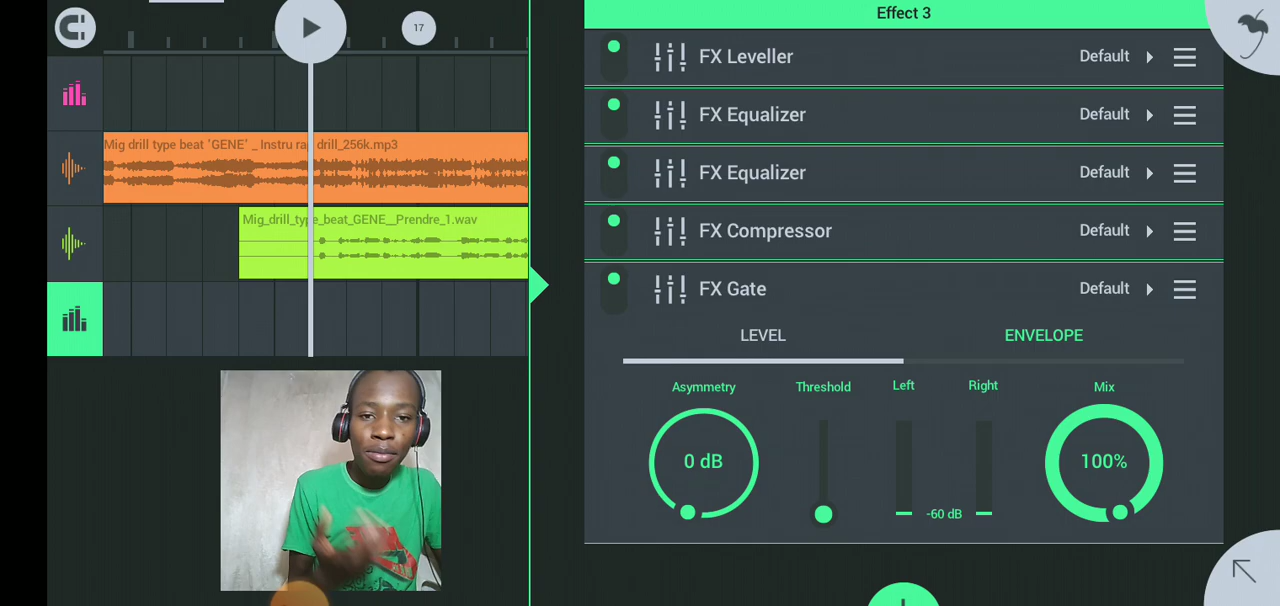 Effect 3
17
FX Leveller Default
FX Equalizer Default
Mig drill type beat 'GENE' _ Instru ra drill_256k.mp3
FX Equalizer Default
Mig_drill_type_beat_GENE__Prendre_1.wav
FX Compressor Default
FX Gate Default
LEVEL ENVELOPE
Asymmetry Threshold Left Right Mix
0 dB 100%
-60 dB